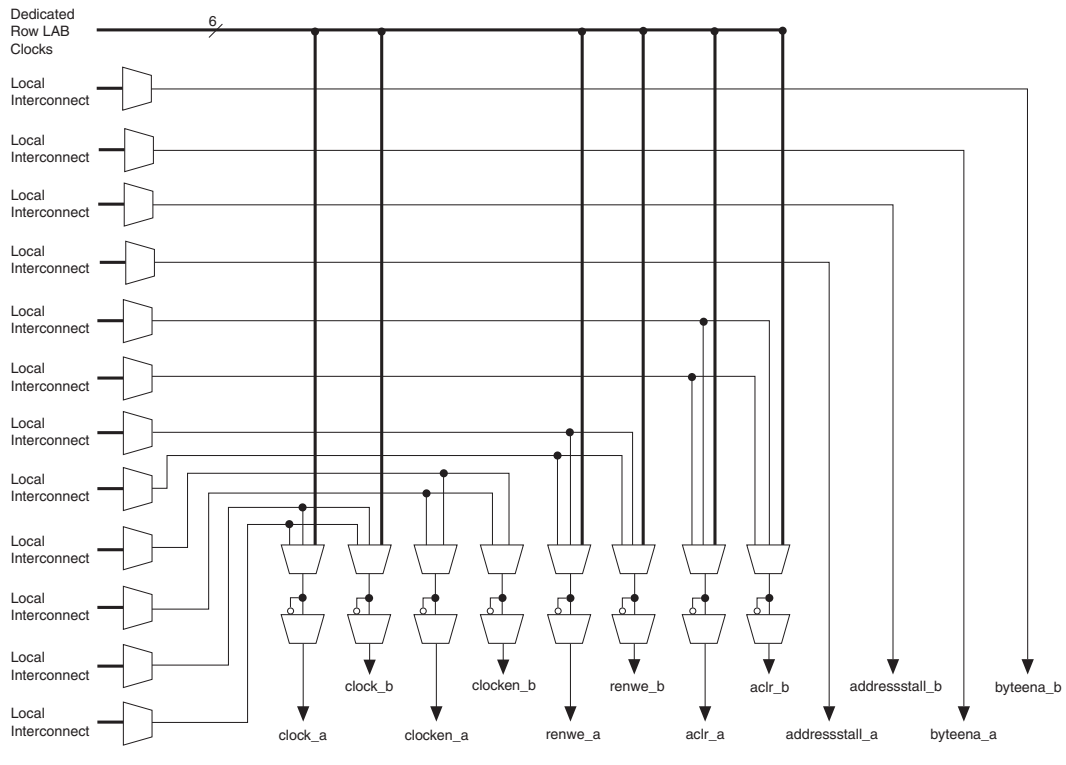 Dedicated
Row LAB
Clocks
6
Local
Interconnect
Local
Interconnect
Local
Interconnect
Local
Interconnect
Local
Interconnect
Local
Interconnect
Local
Interconnect
Local
Interconnect
Local
Interconnect
Local
Interconnect
Local
Interconnect
Local
Interconnect
clock_b
clocken_b
renwe_b
aclr_b
addressstall_b
byteena_b
clock_a
clocken_a
renwe_a
aclr_a
addressstall_a
byteena_a